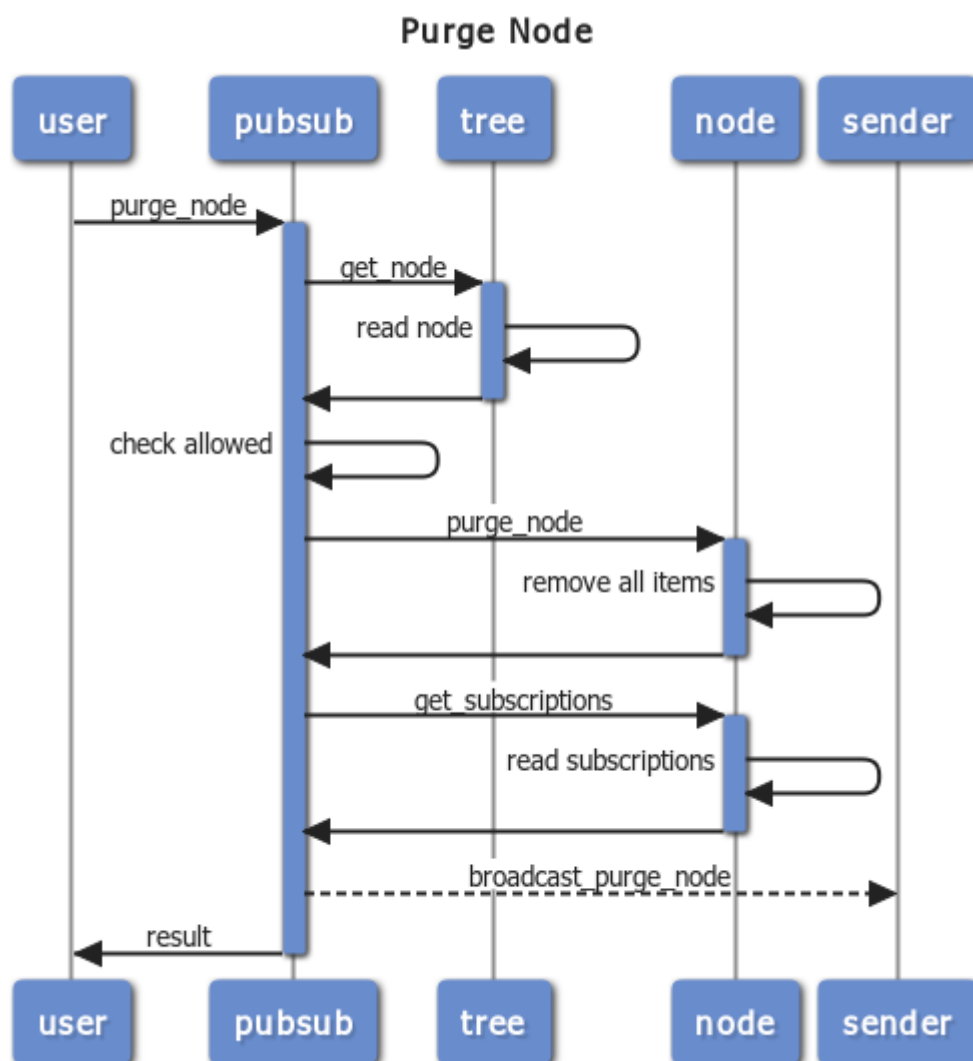 Purge Node
user pubsub tree node sender
purge_node
get_node
read node
check allowed
purge_node
remove all items
get_subscriptions
read subscriptions
broadcast_purge_node
result
user pubsub tree node sender